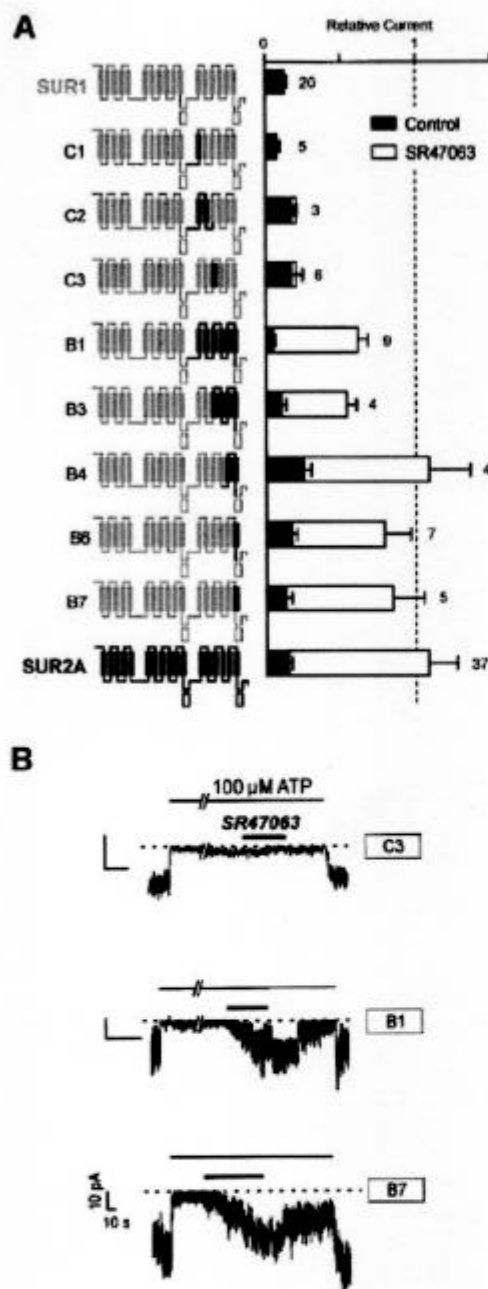 A
Relative Current
0 1
SUR1 20
Control
SR47063
C1 5
C2 3
C3 6
B1 9
B3 4
B4 4
B6 7
B7 5
SUR2A 37
B
100 µM ATP
SR47063
C3
B1
B7
10 pA
10 s